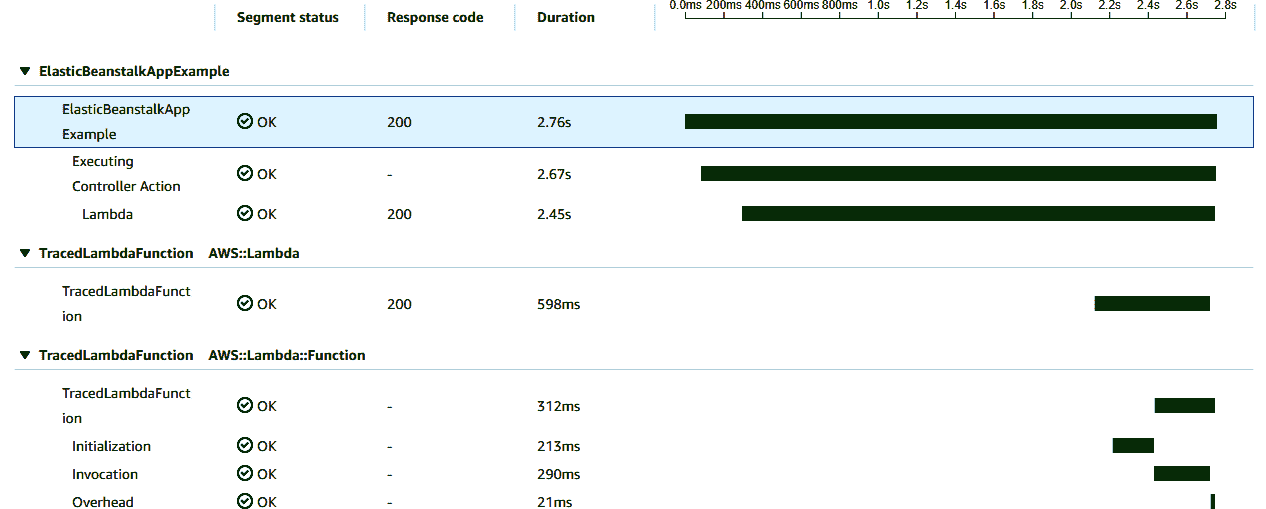 Segment status Response code Duration 0.0ms 200ms 400ms 600ms 800ms 1.0s 1.2s 1.4s 1.6s 1.8s 2.0s 2.2s 2.4s 2.6s 2.8s
ElasticBeanstalkAppExample
ElasticBeanstalkApp
Example OK 200 2.76s
Executing
Controller Action OK - 2.67s
Lambda OK 200 2.45s
TracedLambdaFunction AWS::Lambda
TracedLambdaFunct
ion OK 200 598ms
TracedLambdaFunction AWS::Lambda::Function
TracedLambdaFunct
ion OK - 312ms
Initialization OK - 213ms
Invocation OK - 290ms
Overhead OK - 21ms